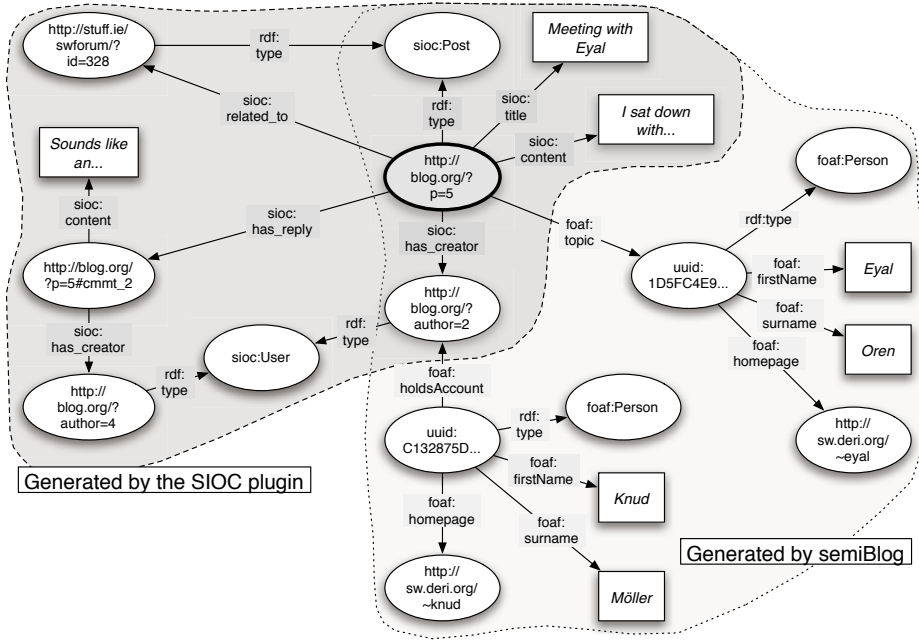 http://stuff.ie/
swforum/?
id=328
rdf:
type
sioc:Post
Meeting with
Eyal
sioc:
related_to
rdf:
type
sioc:
title
sioc:
content
I sat down
with...
Sounds like
an...
http://
blog.org/?
p=5
foaf:Person
sioc:
content
sioc:
has_reply
sioc:
has_creator
foaf:
topic
rdf:type
http://blog.org/
?p=5#cmmt_2
uuid:
1D5FC4E9...
foaf:
firstName
Eyal
sioc:
has_creator
rdf:
type
http://
blog.org/?
author=2
foaf:
surname
Oren
foaf:
homepage
sioc:User
rdf:
type
http://
blog.org/?
author=4
foaf:
holdsAccount
foaf:Person
rdf:
type
uuid:
C132875D...
http://
sw.deri.org/
~eyal
Generated by the SIOC plugin
foaf:
firstName
Knud
foaf:
homepage
foaf:
surname
Generated by semiBlog
http://
sw.deri.org/
~knud
Möller